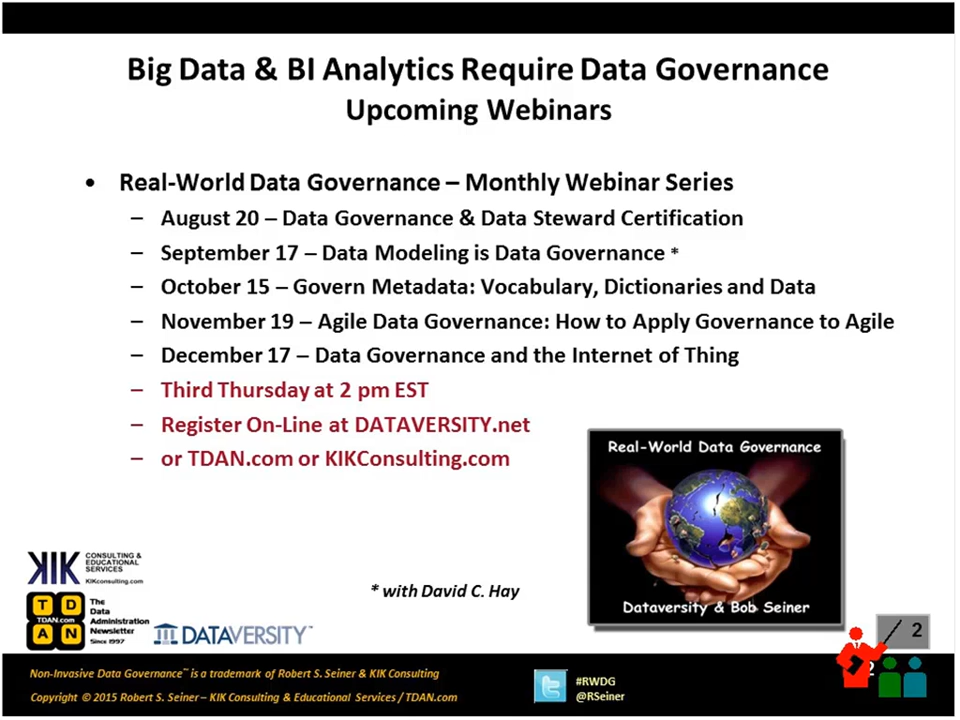 Big Data & BI Analytics Require Data Governance
Upcoming Webinars
• Real-World Data Governance – Monthly Webinar Series
– August 20 – Data Governance & Data Steward Certification
– September 17 – Data Modeling is Data Governance *
– October 15 – Govern Metadata: Vocabulary, Dictionaries and Data
– November 19 – Agile Data Governance: How to Apply Governance to Agile
– December 17 – Data Governance and the Internet of Thing
– Third Thursday at 2 pm EST
– Register On-Line at DATAVERSITY.net
– or TDAN.com or KIKConsulting.com
Real-World Data Governance
Dataversity & Bob Seiner
* with David C. Hay
KIK CONSULTING &
EDUCATIONAL
SERVICES
KIKconsulting.com
T D
TDAN.com
A N
The
Data
Administration
Newsletter
Since 1997
DATAVERSITY™
2
2
Non-Invasive Data Governance™ is a trademark of Robert S. Seiner & KIK Consulting
Copyright © 2015 Robert S. Seiner – KIK Consulting & Educational Services / TDAN.com
#RWDG
@RSeiner